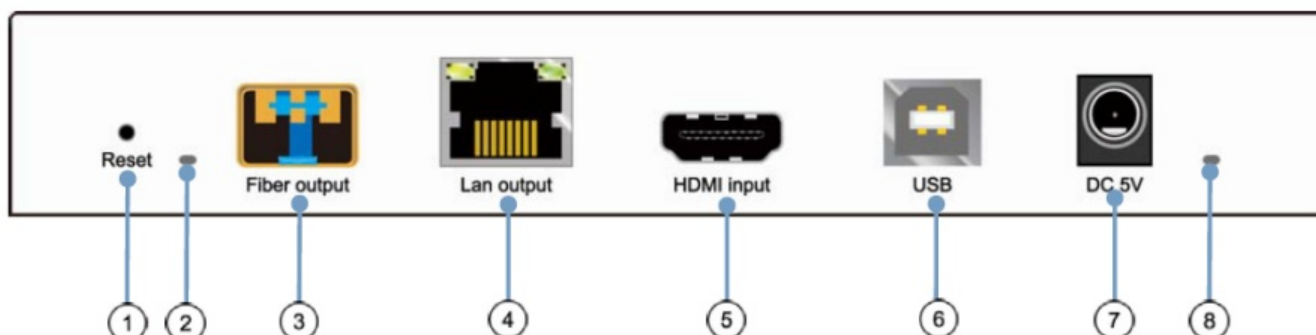 Reset
Fiber output
Lan output
HDMI input
USB
DC 5V
1 2 3 4 5 6 7 8